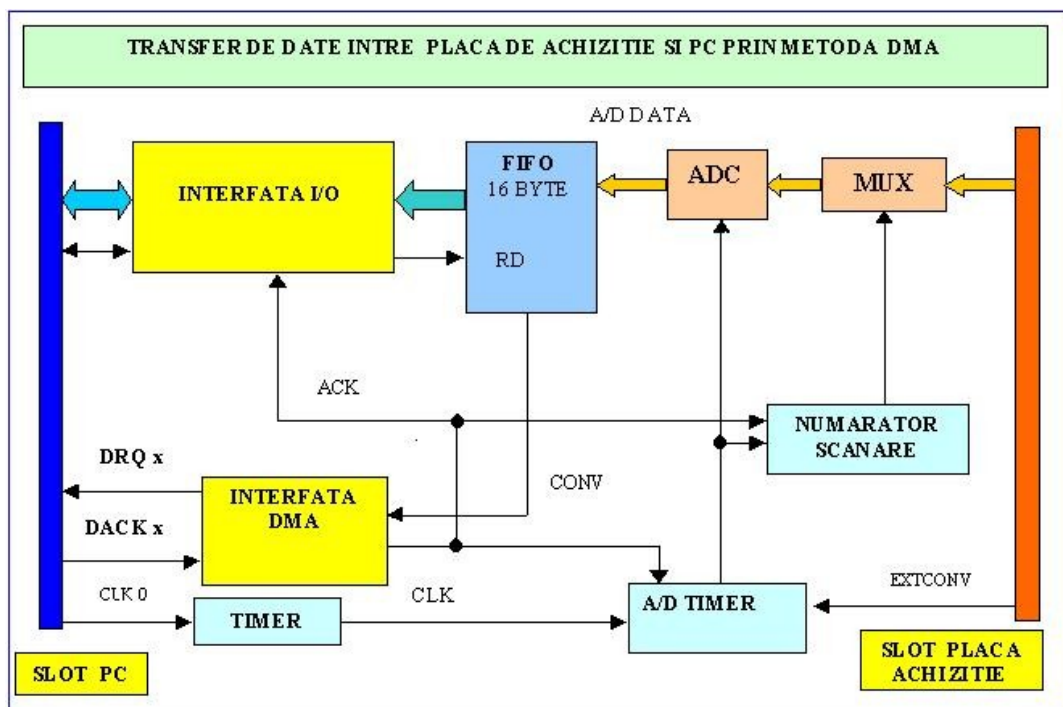 TRANSFER DE DATE INTRE PLACA DE ACHIZITIE SI PC PRIN METODA DMA
A/D DATA
INTERFATA I/O
FIFO
16 BYTE
RD
ADC
MUX
ACK
NUMARATOR
SCANARE
DRQ x
INTERFATA
DMA
CONV
DACK x
CLK 0
TIMER
CLK
A/D TIMER
EXTCONV
SLOT PC
SLOT PLACA
ACHIZITIE